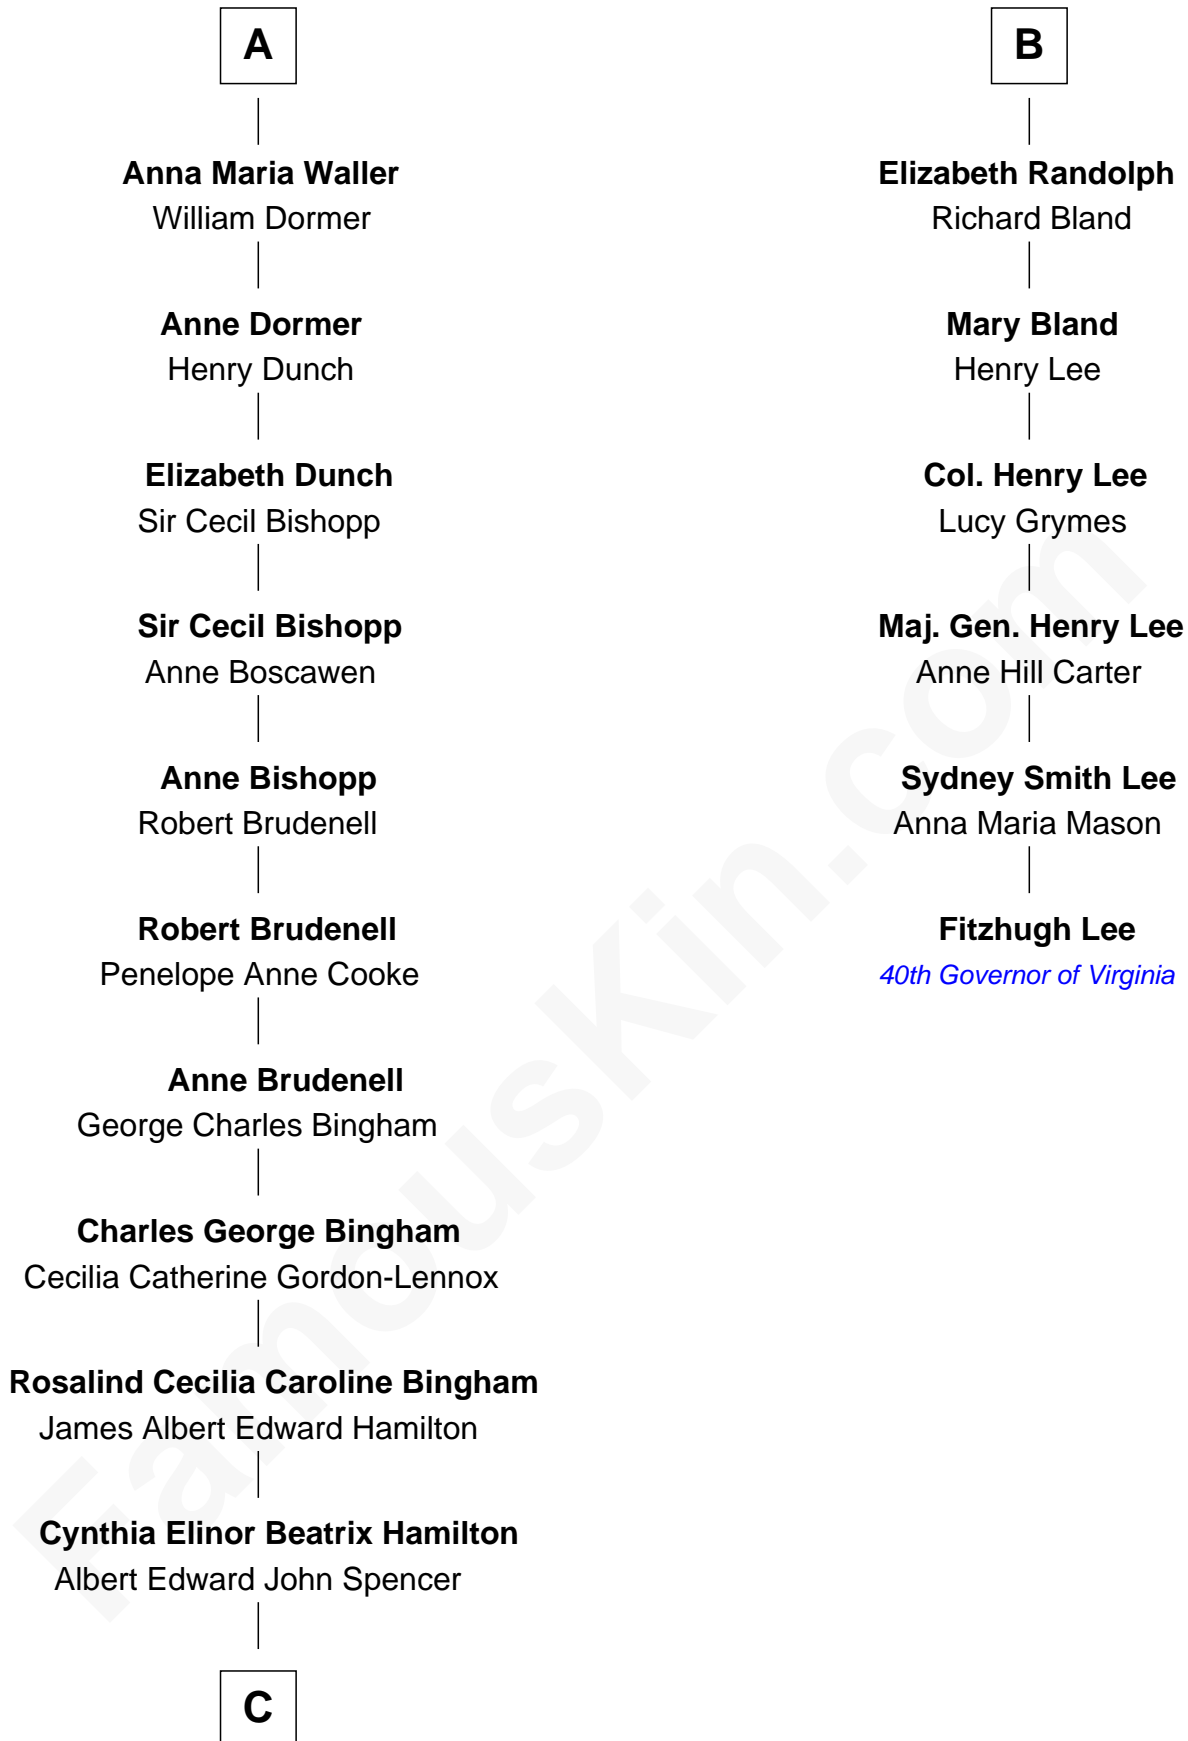 A
Anna Maria Waller
William Dormer
Anne Dormer
Henry Dunch
Elizabeth Dunch
Sir Cecil Bishopp
Sir Cecil Bishopp
Anne Boscawen
Anne Bishopp
Robert Brudenell
Robert Brudenell
Penelope Anne Cooke
Anne Brudenell
George Charles Bingham
Charles George Bingham
Cecilia Catherine Gordon-Lennox
Rosalind Cecilia Caroline Bingham
James Albert Edward Hamilton
Cynthia Elinor Beatrix Hamilton
Albert Edward John Spencer
C
B
Elizabeth Randolph
Richard Bland
Mary Bland
Henry Lee
Col. Henry Lee
Lucy Grymes
Maj. Gen. Henry Lee
Anne Hill Carter
Sydney Smith Lee
Anna Maria Mason
Fitzhugh Lee
40th Governor of Virginia
FamousKin.com